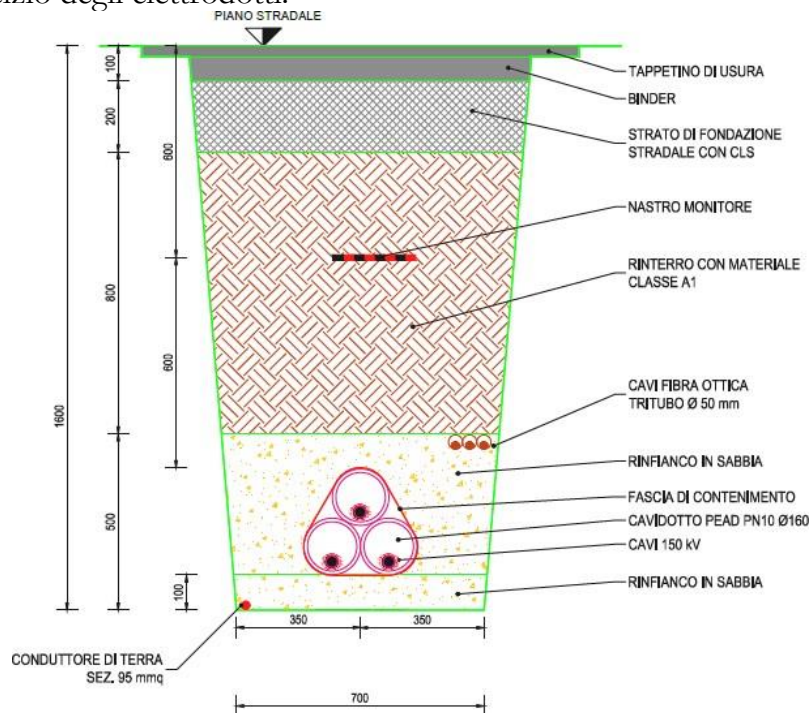 cizio degli elettrodotti.
PIANO STRADALE
100
200
800
500
1600
600
600
100
TAPPETINO DI USURA
BINDER
STRATO DI FONDAZIONE
STRADALE CON CLS
NASTRO MONITORE
RINTERRO CON MATERIALE
CLASSE A1
CAVI FIBRA OTTICA
TRITUBO Ø 50 mm
RINFIANCO IN SABBIA
FASCIA DI CONTENIMENTO
CAVIDOTTO PEAD PN10 Ø160
CAVI 150 kV
RINFIANCO IN SABBIA
350
350
CONDUTTORE DI TERRA
SEZ. 95 mmq
700